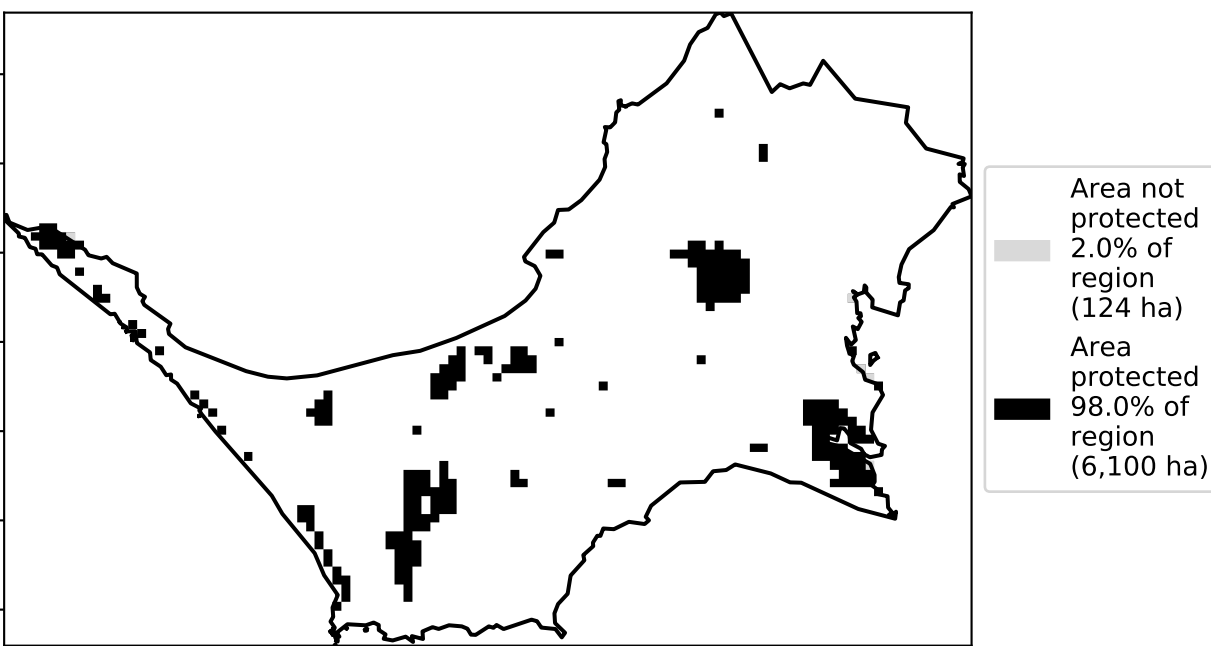 Area not
protected
2.0% of
region
(124 ha)
Area
protected
98.0% of
region
(6,100 ha)